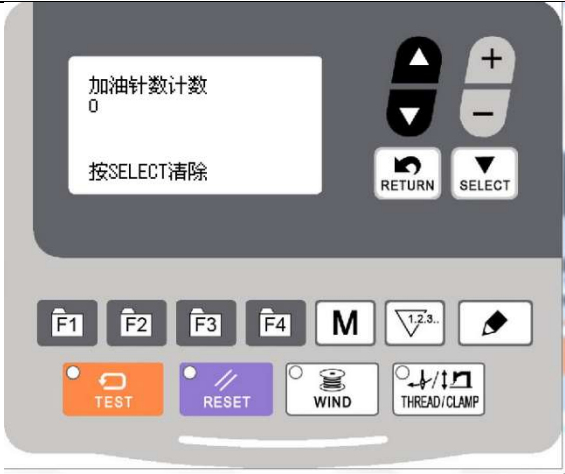 加油针数计数
0
按SELECT清除
+
−
RETURN
SELECT
F1
F2
F3
F4
M
1.2.3..
TEST
RESET
WIND
THREAD/CLAMP